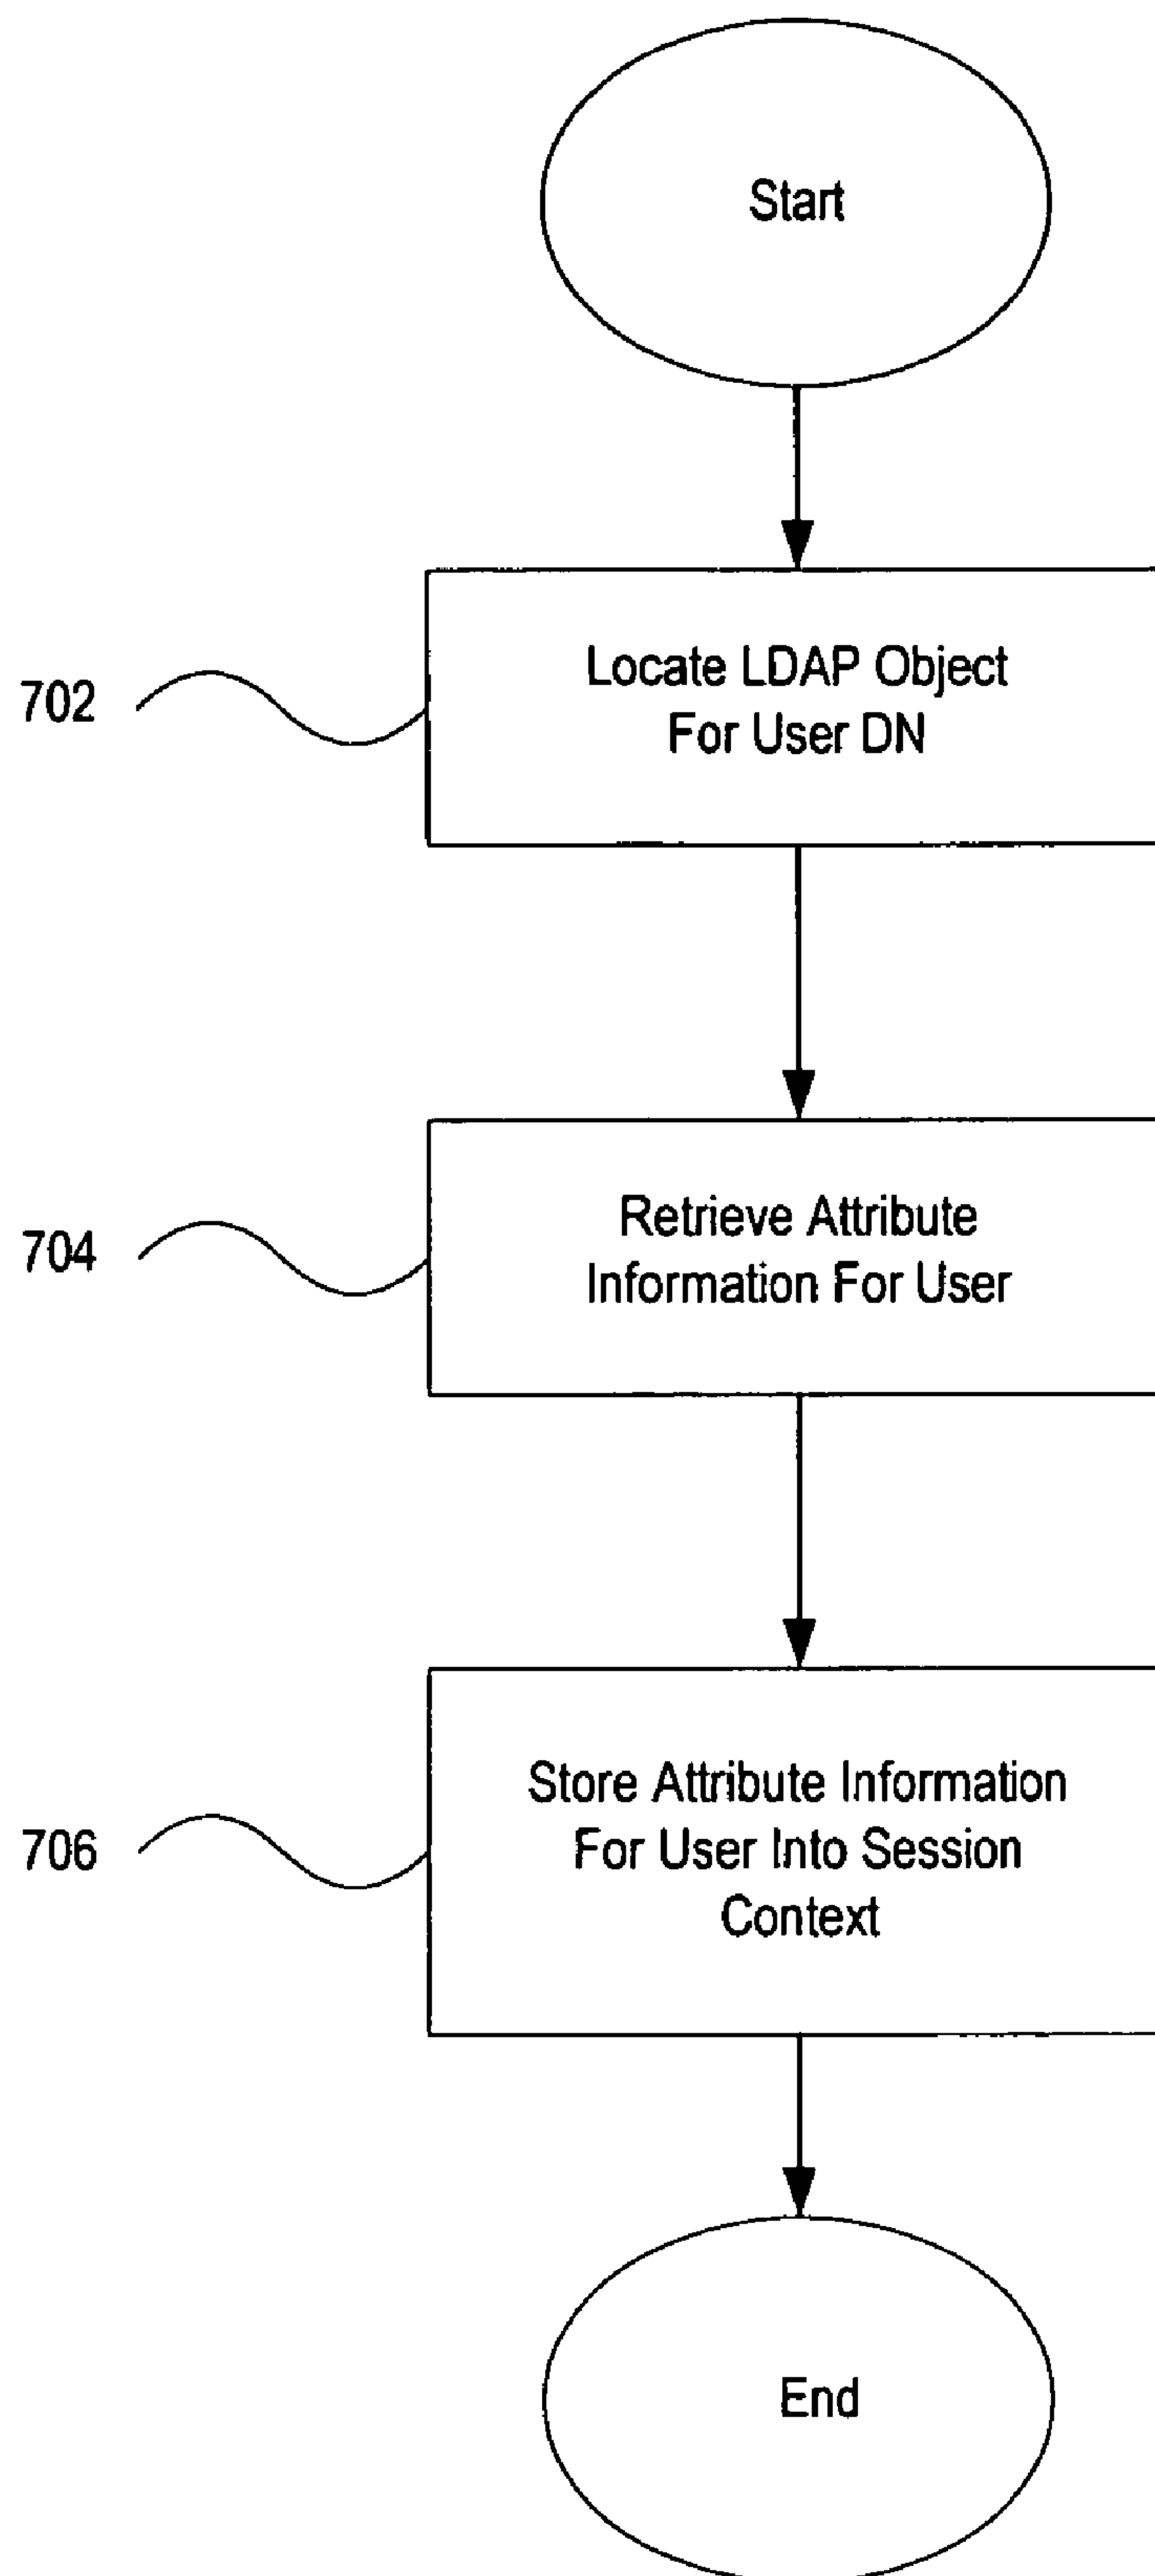 Start
702
Locate LDAP Object
For User DN
704
Retrieve Attribute
Information For User
706
Store Attribute Information
For User Into Session
Context
End